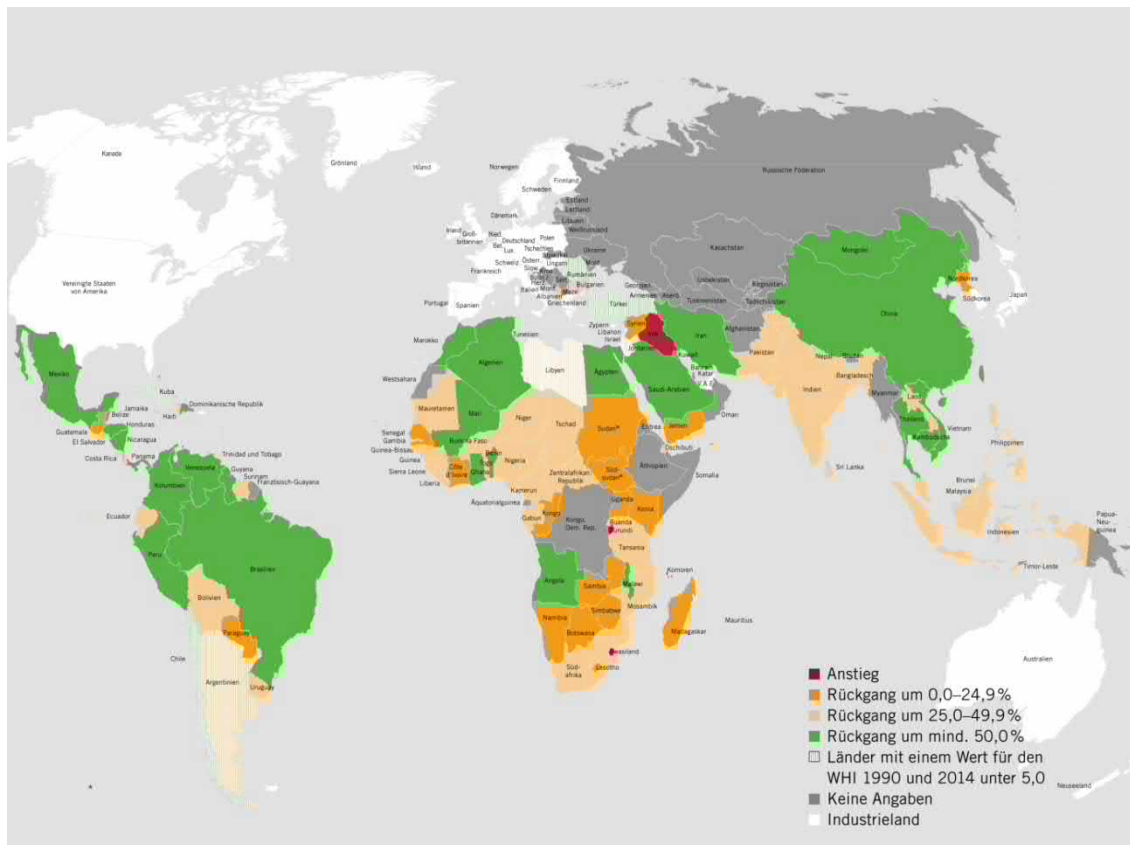 Kanada
Grönland
Island
Norwegen
Schweden
Finnland
Russische Föderation
Estland
Lettland
Litauen
Weißrussland
Dänemark
Irland
Groß-
britannien
Nied.
Bel.
Lux.
Deutschland
Polen
Tschechien
Ukraine
Kasachstan
Mongolei
Vereinigte Staaten
von Amerika
Frankreich
Schweiz
Österr.
Slow.
Ungarn
Rumänien
Bulgarien
Italien
Albanien
Griechenland
Portugal
Spanien
Türkei
Georgien
Armenien
Aserb.
Usbekistan
Turkmenistan
Kirgisistan
Tadschikistan
Nordkorea
Südkorea
Japan
China
Zypern
Libanon
Israel
Syrien
Irak
Iran
Jordanien
Kuwait
Bahrain
Katar
V.A.E.
Afghanistan
Pakistan
Nepal
Bhutan
Indien
Bangladesch
Myanmar
Laos
Thailand
Vietnam
Kambodscha
Philippinen
Marokko
Tunesien
Algerien
Libyen
Ägypten
Westsahara
Saudi-Arabien
Oman
Jemen
Mexiko
Kuba
Jamaika
Belize
Haiti
Dominikanische Republik
Honduras
Guatemala
El Salvador
Nicaragua
Costa Rica
Panama
Trinidad und Tobago
Venezuela
Guyana
Surinam
Französisch-Guayana
Kolumbien
Ecuador
Peru
Brasilien
Bolivien
Paraguay
Chile
Argentinien
Uruguay
Mauretanien
Mali
Niger
Tschad
Sudan*
Eritrea
Dschibuti
Senegal
Gambia
Guinea-Bissau
Guinea
Sierra Leone
Liberia
Burkina Faso
Côte
d'Ivoire
Ghana
Togo
Benin
Nigeria
Kamerun
Zentralafrikan.
Republik
Süd-
sudan*
Äthiopien
Somalia
Äquatorialguinea
Gabun
Kongo
Kongo,
Dem. Rep.
Uganda
Kenia
Ruanda
Burundi
Tansania
Komoren
Angola
Sambia
Malawi
Mosambik
Simbabwe
Namibia
Botswana
Madagaskar
Mauritius
Swasiland
Lesotho
Süd-
afrika
Sri Lanka
Brunei
Malaysia
Indonesien
Timor-Leste
Papua-
Neu-
guinea
Australien
Neuseeland
Anstieg
Rückgang um 0,0–24,9 %
Rückgang um 25,0–49,9 %
Rückgang um mind. 50,0 %
Länder mit einem Wert für den
WHI 1990 und 2014 unter 5,0
Keine Angaben
Industrieland